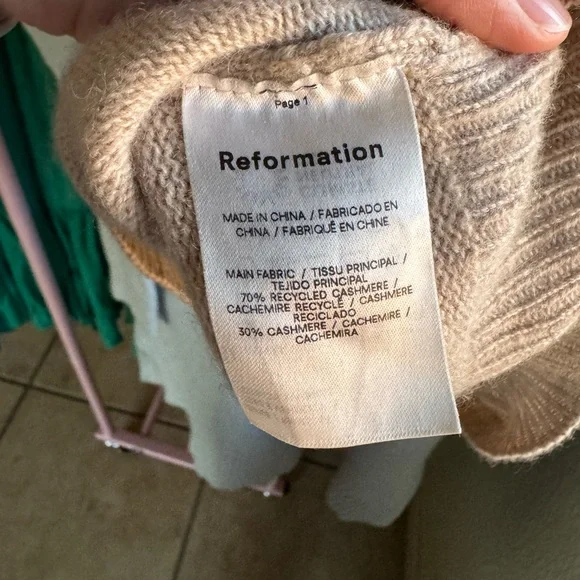 Page 1
Reformation
MADE IN CHINA / FABRICADO EN
CHINA / FABRIQUÉ EN CHINE
MAIN FABRIC / TISSU PRINCIPAL /
TEJIDO PRINCIPAL
70% RECYCLED CASHMERE /
CACHEMIRE RECYCLÉ / CASHMERE
RECICLADO
30% CASHMERE / CACHEMIRE /
CACHEMIRA